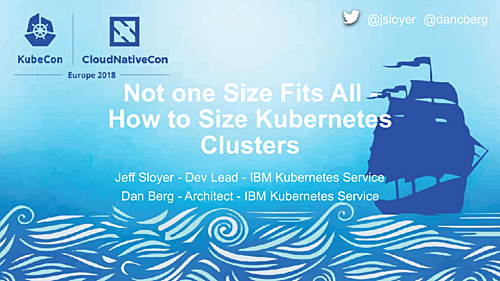 @jsloyer @dancberg
KubeCon
CloudNativeCon
Europe 2018
Not one Size Fits All -
How to Size Kubernetes
Clusters
Jeff Sloyer - Dev Lead - IBM Kubernetes Service
Dan Berg - Architect - IBM Kubernetes Service